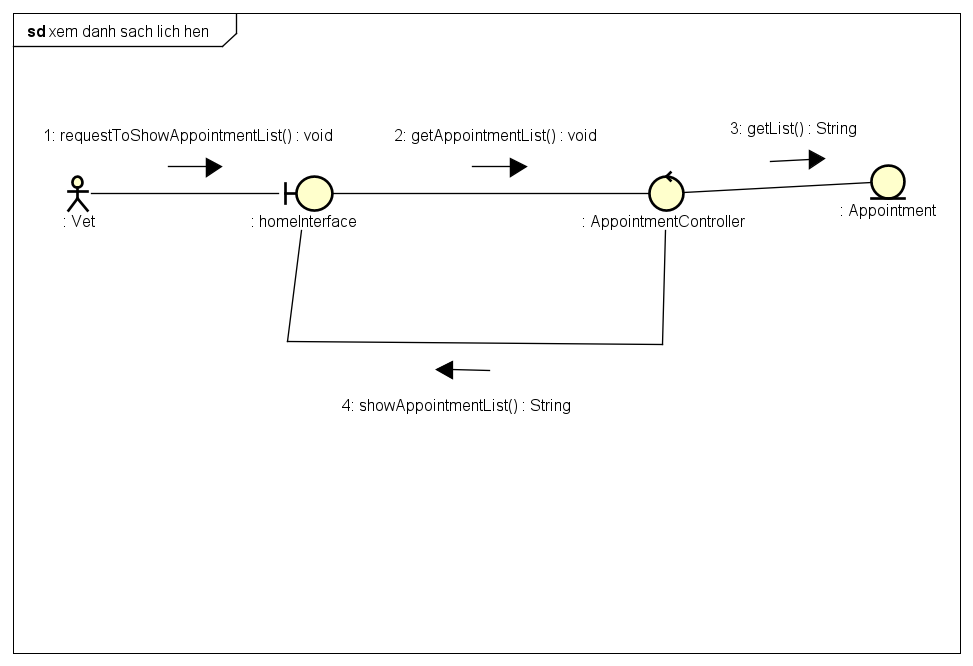 sd xem danh sach lich hen
1: requestToShowAppointmentList() : void
2: getAppointmentList() : void
3: getList() : String
: Vet
: homeInterface
: AppointmentController
: Appointment
4: showAppointmentList() : String